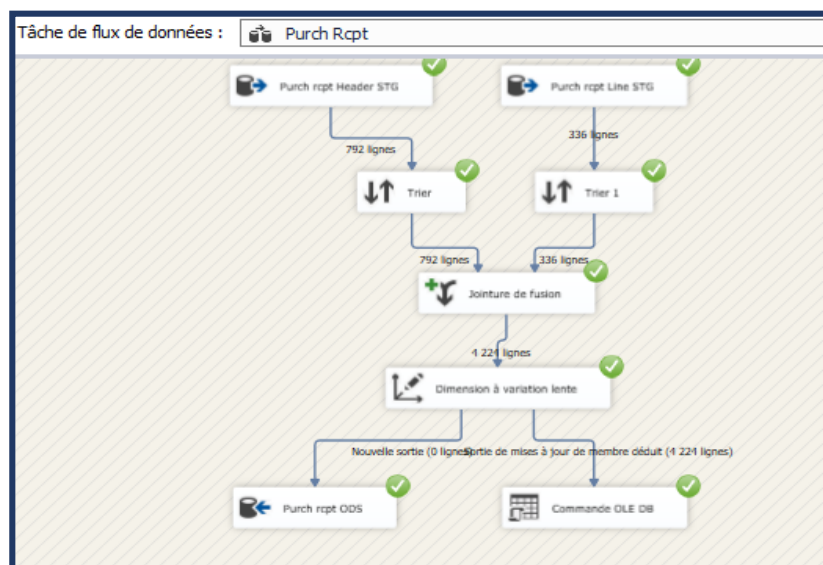 Tâche de flux de données : Purch Rcpt
Purch rcpt Header STG
Purch rcpt Line STG
792 lignes
336 lignes
Trier
Trier 1
792 lignes
336 lignes
Jointure de fusion
4 224 lignes
Dimension à variation lente
Nouvelle sortie (0 lignes)
Sortie de mises à jour de membre déduit (4 224 lignes)
Purch rcpt ODS
Commande OLE DB